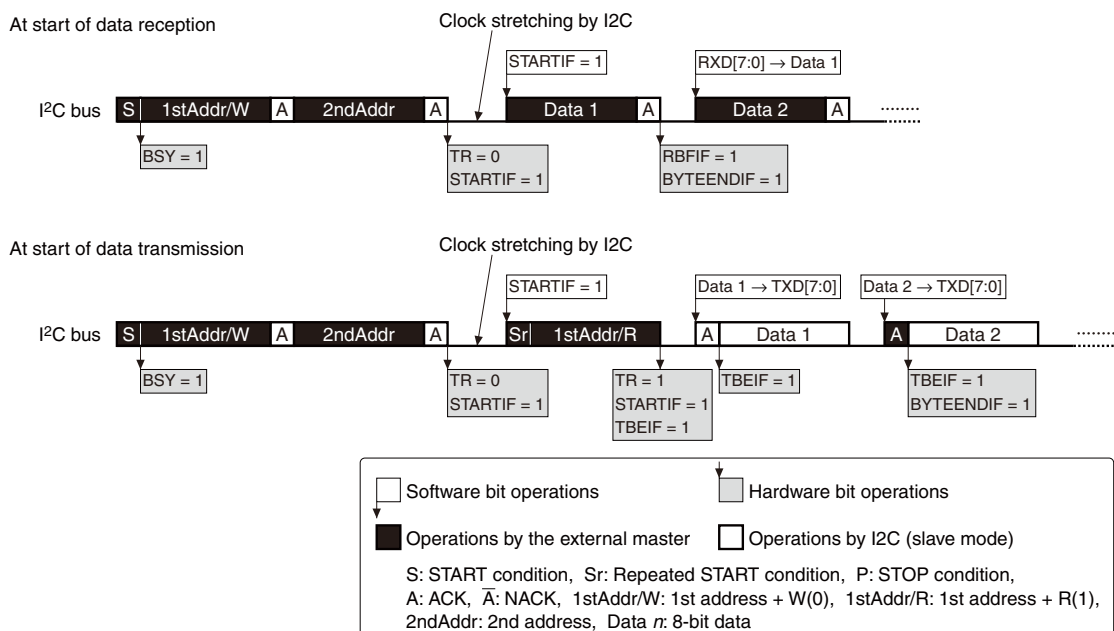 At start of data reception
Clock stretching by I2C
STARTIF = 1
RXD[7:0] → Data 1
I²C bus S 1stAddr/W A 2ndAddr A Data 1 A Data 2 A
BSY = 1
TR = 0
STARTIF = 1
RBFIF = 1
BYTEENDIF = 1
At start of data transmission
Clock stretching by I2C
STARTIF = 1
Data 1 → TXD[7:0]
Data 2 → TXD[7:0]
I²C bus S 1stAddr/W A 2ndAddr A Sr 1stAddr/R A Data 1 A Data 2
BSY = 1
TR = 0
STARTIF = 1
TR = 1
STARTIF = 1
TBEIF = 1
TBEIF = 1
TBEIF = 1
BYTEENDIF = 1
Software bit operations
Hardware bit operations
Operations by the external master
Operations by I2C (slave mode)
S: START condition, Sr: Repeated START condition, P: STOP condition,
A: ACK, A̅: NACK, 1stAddr/W: 1st address + W(0), 1stAddr/R: 1st address + R(1),
2ndAddr: 2nd address, Data n: 8-bit data